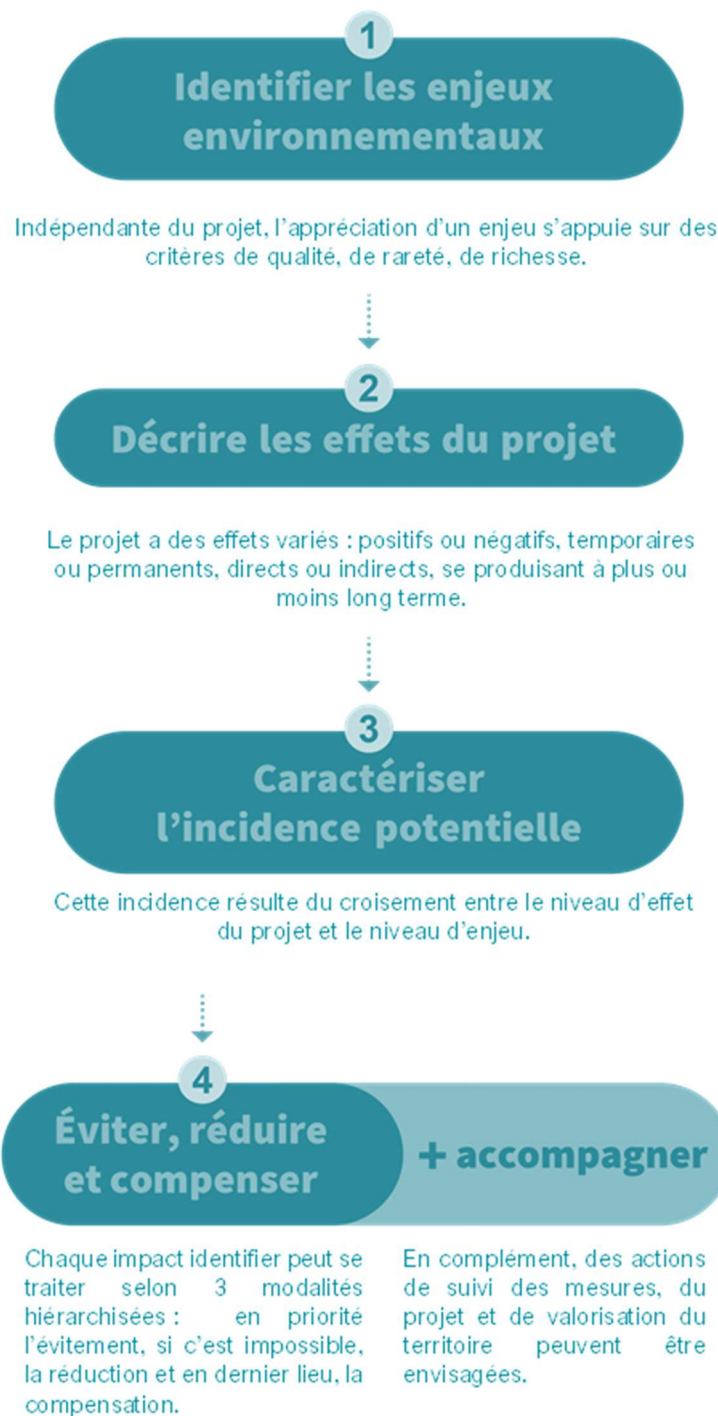 1
Identifier les enjeux
environnementaux
Indépendante du projet, l'appréciation d'un enjeu s'appuie sur des
critères de qualité, de rareté, de richesse.
2
Décrire les effets du projet
Le projet a des effets variés : positifs ou négatifs, temporaires
ou permanents, directs ou indirects, se produisant à plus ou
moins long terme.
3
Caractériser
l'incidence potentielle
Cette incidence résulte du croisement entre le niveau d'effet
du projet et le niveau d'enjeu.
4
Éviter, réduire
et compenser
+ accompagner
Chaque impact identifier peut se
traiter selon 3 modalités
hiérarchisées : en priorité
l'évitement, si c'est impossible,
la réduction et en dernier lieu, la
compensation.
En complément, des actions
de suivi des mesures, du
projet et de valorisation du
territoire peuvent être
envisagées.